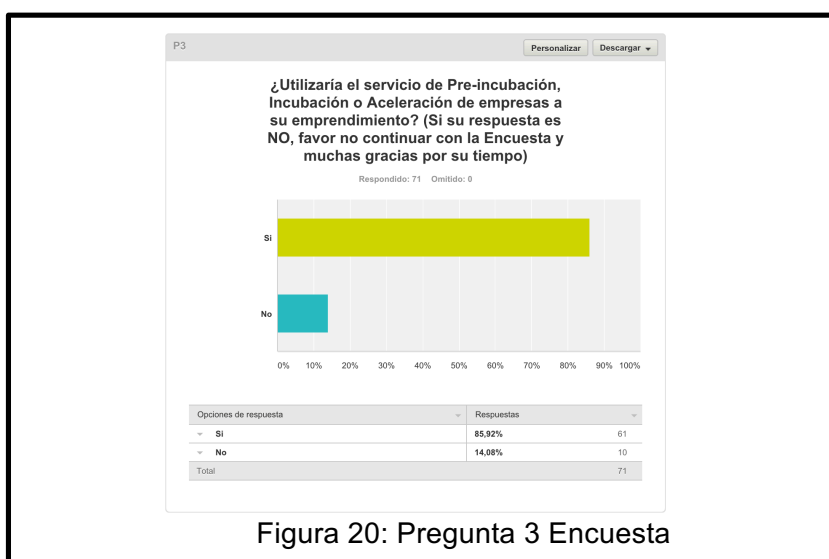 P3
Personalizar Descargar
¿Utilizaría el servicio de Pre-incubación,
Incubación o Aceleración de empresas a
su emprendimiento? (Si su respuesta es
NO, favor no continuar con la Encuesta y
muchas gracias por su tiempo)
Respondido: 71 Omitido: 0
Si
No
0% 10% 20% 30% 40% 50% 60% 70% 80% 90% 100%
Opciones de respuesta Respuestas
Si 85,92% 61
No 14,08% 10
Total 71
Figura 20: Pregunta 3 Encuesta